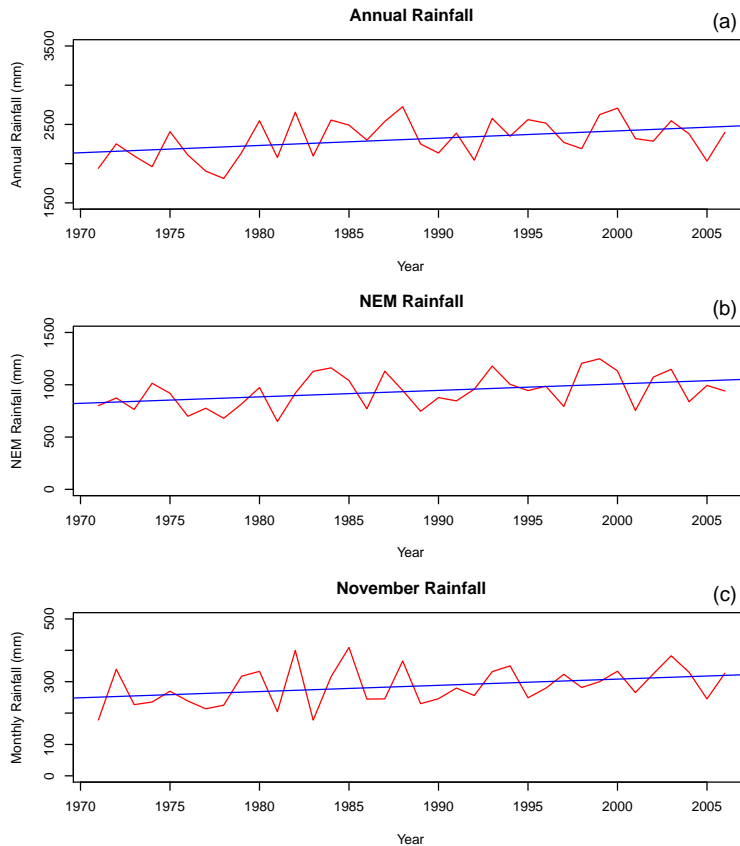 Annual Rainfall
(a)
Annual Rainfall (mm)
3500
2500
1500
1970 1975 1980 1985 1990 1995 2000 2005
Year
NEM Rainfall
(b)
NEM Rainfall (mm)
1500
1000
500
0
1970 1975 1980 1985 1990 1995 2000 2005
Year
November Rainfall
(c)
Monthly Rainfall (mm)
500
300
100
0
1970 1975 1980 1985 1990 1995 2000 2005
Year